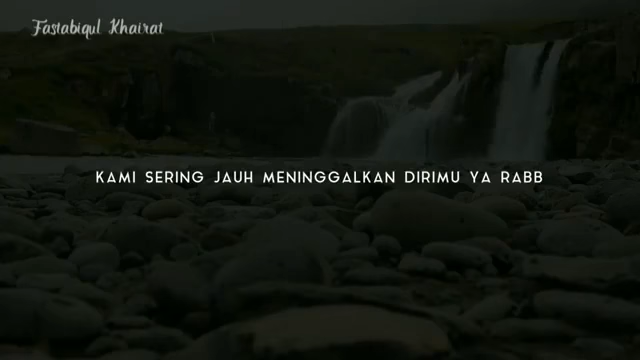 Fastabiqul Khairat
KAMI SERING JAUH MENINGGALKAN DIRIMU YA RABB